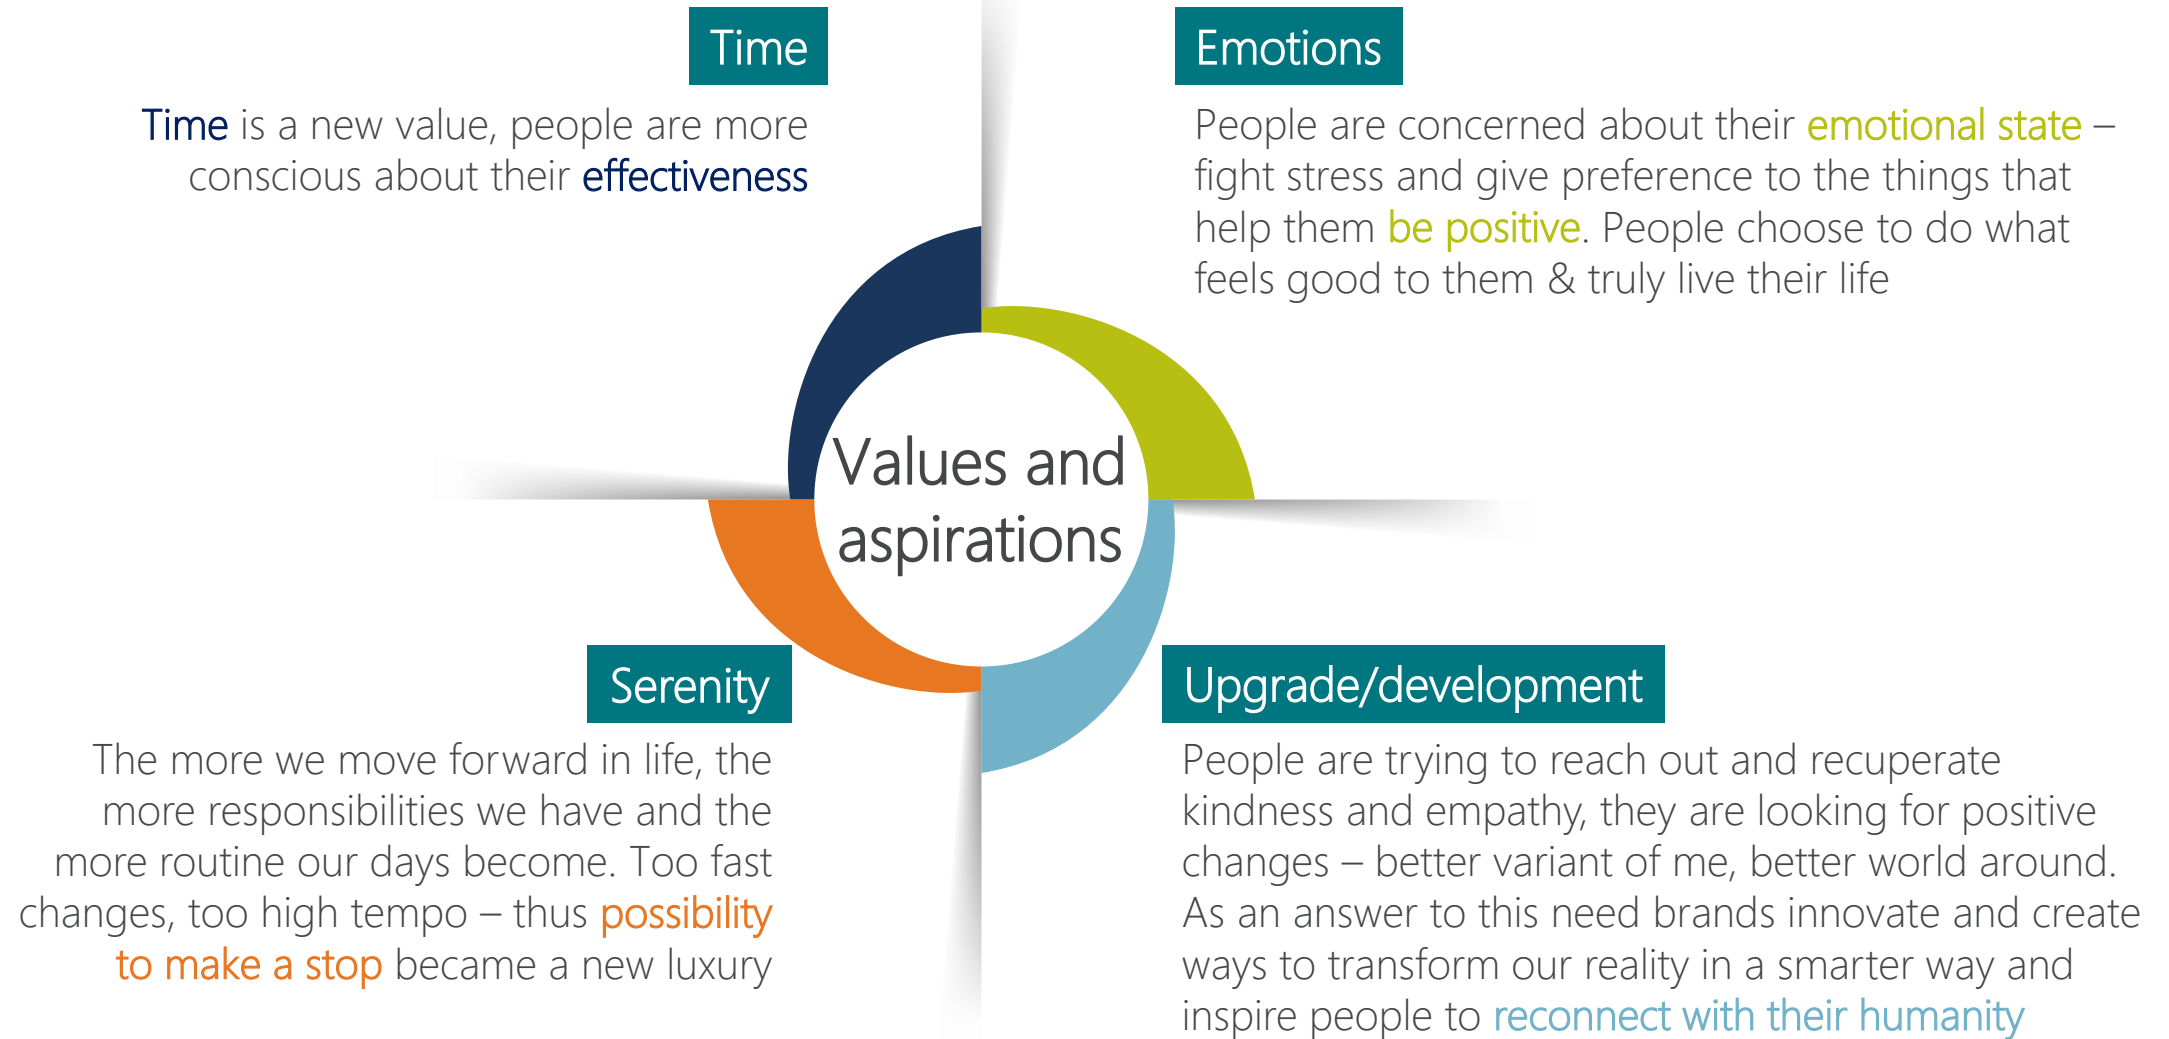 Time
Time is a new value, people are more
conscious about their effectiveness
Emotions
People are concerned about their emotional state –
fight stress and give preference to the things that
help them be positive. People choose to do what
feels good to them & truly live their life
Values and
aspirations
Serenity
The more we move forward in life, the
more responsibilities we have and the
more routine our days become. Too fast
changes, too high tempo – thus possibility
to make a stop became a new luxury
Upgrade/development
People are trying to reach out and recuperate
kindness and empathy, they are looking for positive
changes – better variant of me, better world around.
As an answer to this need brands innovate and create
ways to transform our reality in a smarter way and
inspire people to reconnect with their humanity